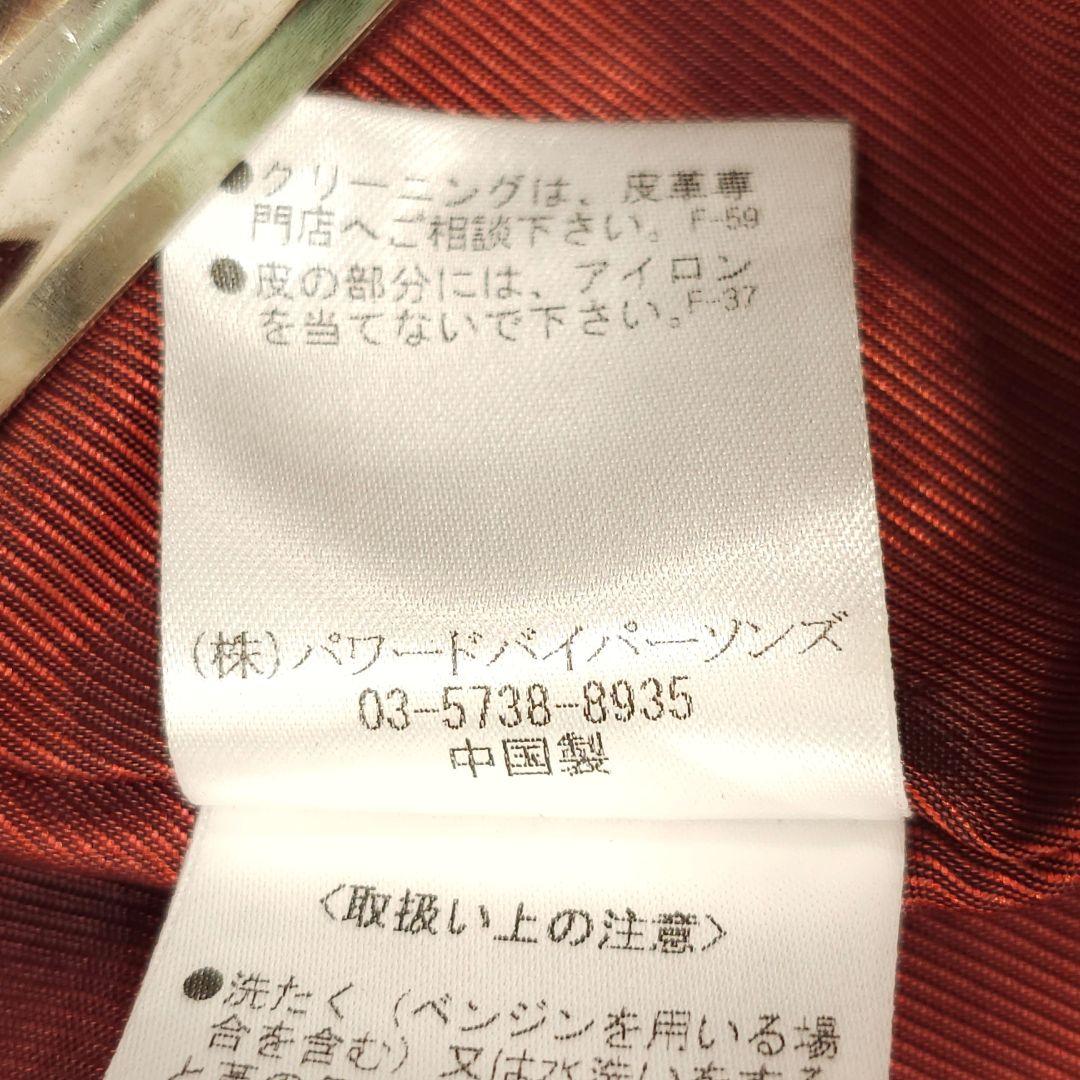 ●クリーニングは、皮革専
門店へご相談下さい。F-59
●皮の部分には、アイロン
を当てないで下さい。F-37
(株)パワードバイパーソンズ
03-5738-8935
中国製
〈取扱い上の注意〉
●洗たく(ベンジンを用いる場
合を含む)又は水洗いをする
と革の